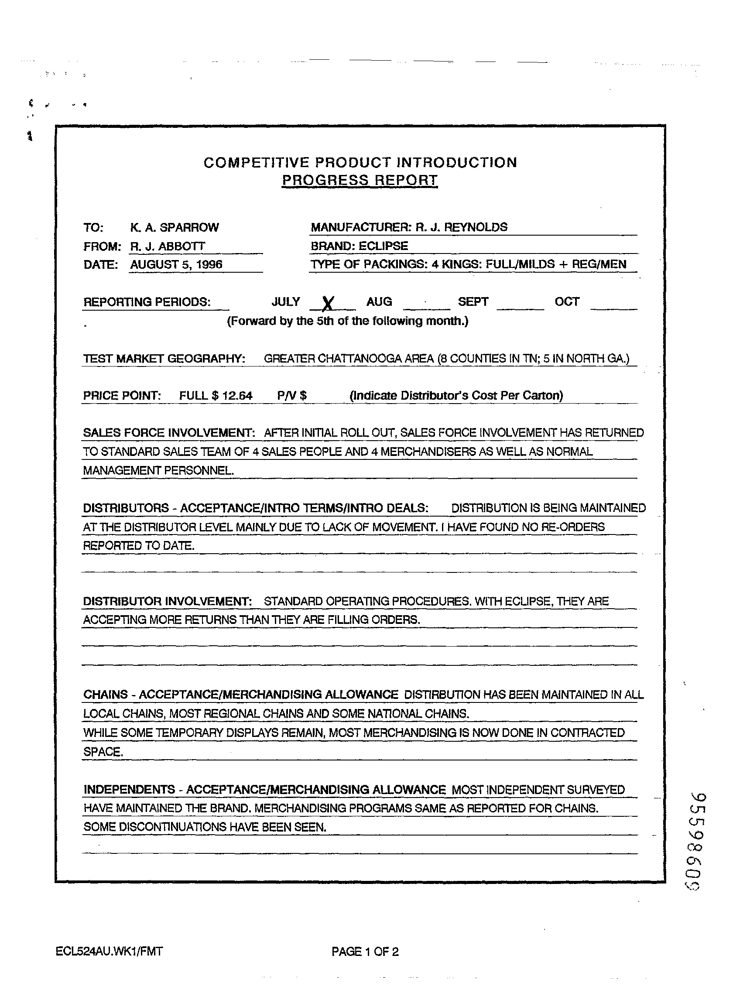 COMPETITIVE PRODUCT INTRODUCTION
PROGRESS REPORT
TO: K. A. SPARROW MANUFACTURER: R. J. REYNOLDS
FROM: R. J. ABBOTT BRAND: ECLIPSE
DATE: AUGUST 5, 1996 TYPE OF PACKINGS: 4 KINGS: FULL/MILDS + REG/MEN
REPORTING PERIODS: JULY X AUG SEPT OCT
(Forward by the 5th of the following month.)
TEST MARKET GEOGRAPHY: GREATER CHATTANOOGA AREA (8 COUNTIES IN TN; 5 IN NORTH GA.)
PRICE POINT: FULL $ 12.64 P/V $ (Indicate Distributor's Cost Per Carton)
SALES FORCE INVOLVEMENT: AFTER INITIAL ROLL OUT, SALES FORCE INVOLVEMENT HAS RETURNED
TO STANDARD SALES TEAM OF 4 SALES PEOPLE AND 4 MERCHANDISERS AS WELL AS NORMAL
MANAGEMENT PERSONNEL.
DISTRIBUTORS - ACCEPTANCE/INTRO TERMS/INTRO DEALS: DISTRIBUTION IS BEING MAINTAINED
AT THE DISTRIBUTOR LEVEL MAINLY DUE TO LACK OF MOVEMENT. I HAVE FOUND NO RE-ORDERS
REPORTED TO DATE.
DISTRIBUTOR INVOLVEMENT: STANDARD OPERATING PROCEDURES. WITH ECLIPSE, THEY ARE
ACCEPTING MORE RETURNS THAN THEY ARE FILLING ORDERS.
CHAINS - ACCEPTANCE/MERCHANDISING ALLOWANCE DISTIRBUTION HAS BEEN MAINTAINED IN ALL
LOCAL CHAINS, MOST REGIONAL CHAINS AND SOME NATIONAL CHAINS.
WHILE SOME TEMPORARY DISPLAYS REMAIN, MOST MERCHANDISING IS NOW DONE IN CONTRACTED
SPACE.
INDEPENDENTS - ACCEPTANCE/MERCHANDISING ALLOWANCE MOST INDEPENDENT SURVEYED
HAVE MAINTAINED THE BRAND. MERCHANDISING PROGRAMS SAME AS REPORTED FOR CHAINS.
SOME DISCONTINUATIONS HAVE BEEN SEEN.
95598609
ECL524AU.WK1/FMT PAGE 1 OF 2